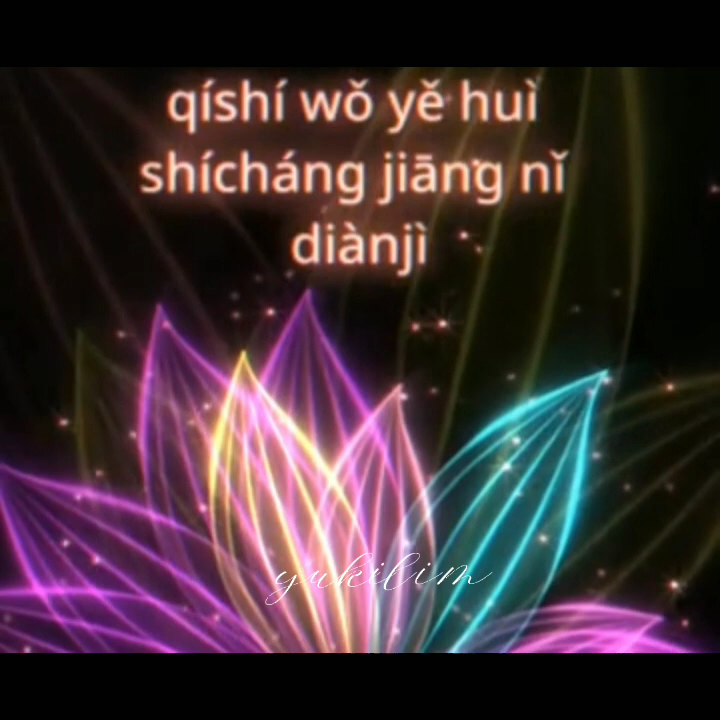 qíshí wǒ yě huì
shícháng jiāng nǐ
diànjì
yukilim